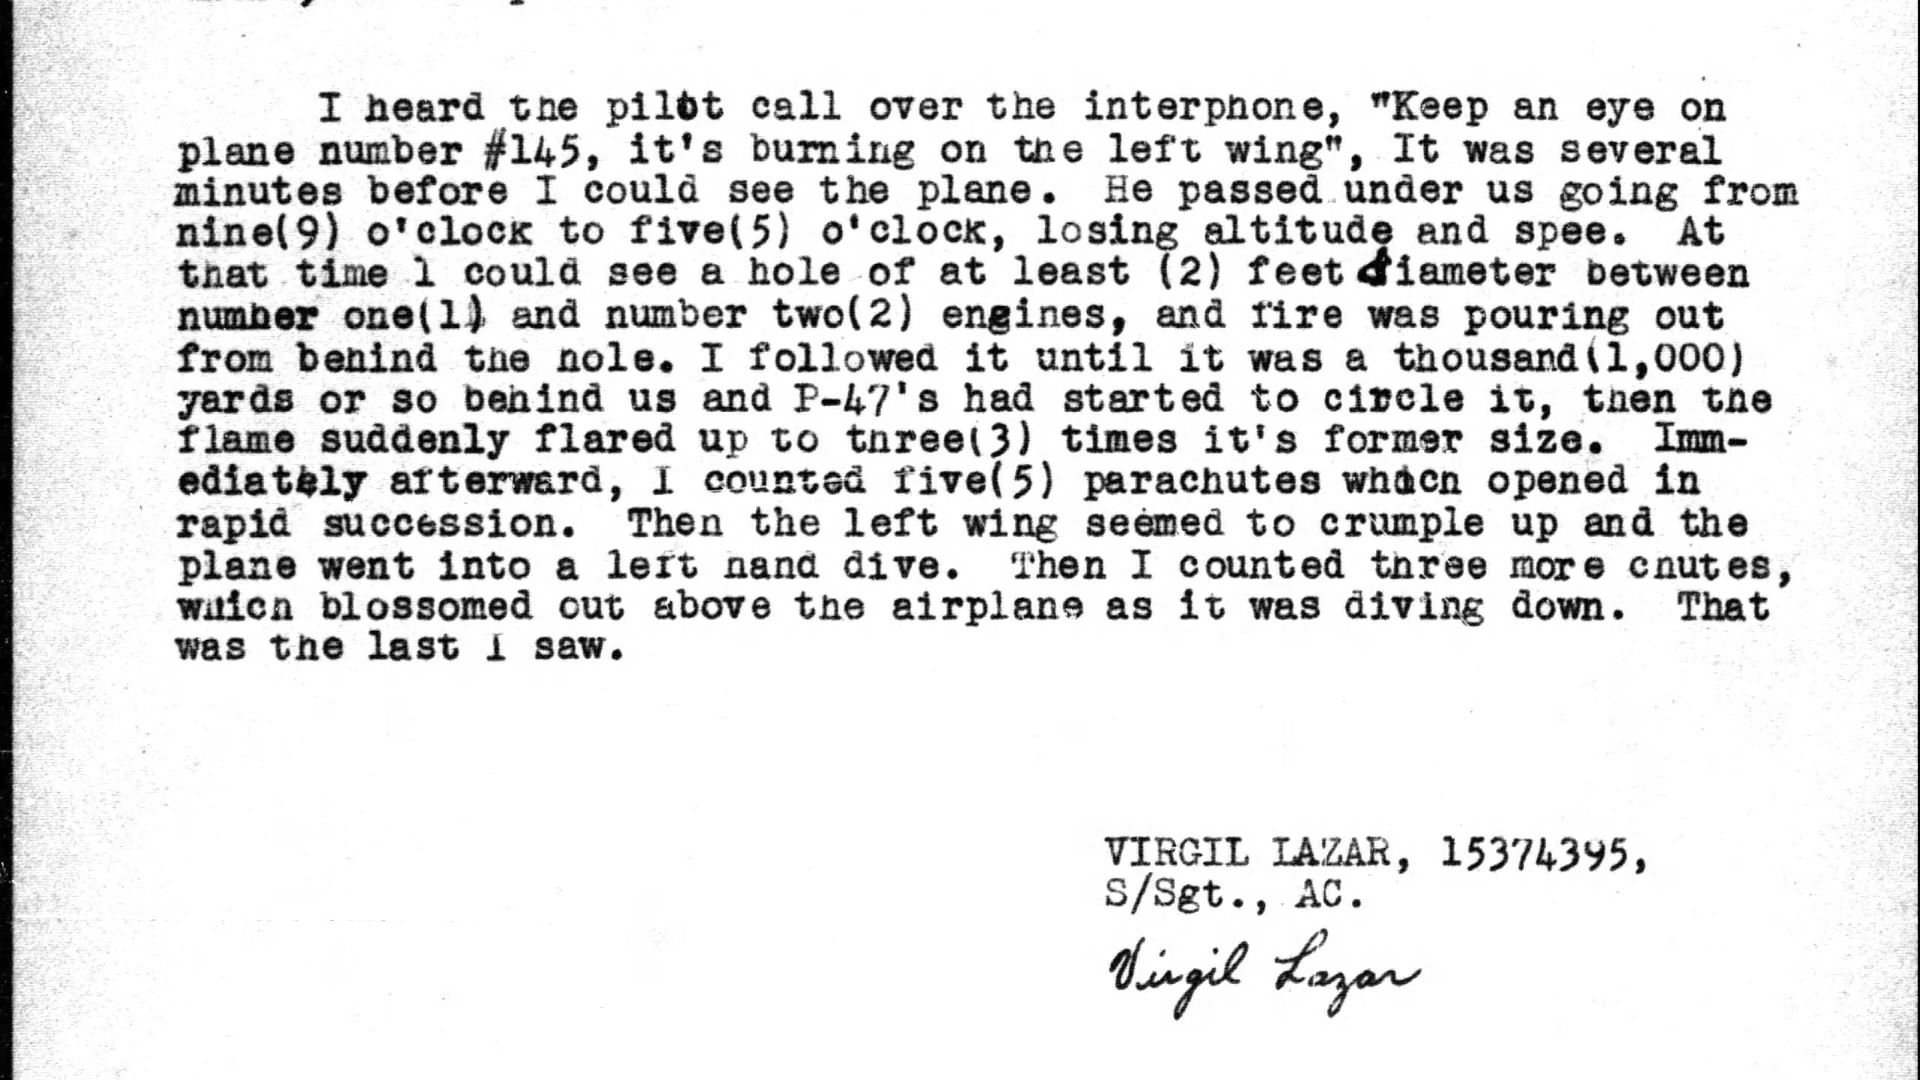 I heard the pilot call over the interphone, "Keep an eye on
plane number #145, it's burning on the left wing", It was several
minutes before I could see the plane. He passed under us going from
nine(9) o'clock to five(5) o'clock, losing altitude and spee. At
that time I could see a hole of at least (2) feet diameter between
number one(1) and number two(2) engines, and fire was pouring out
from behind the hole. I followed it until it was a thousand(1,000)
yards or so behind us and P-47's had started to circle it, then the
flame suddenly flared up to three(3) times it's former size. Imm-
ediately afterward, I counted five(5) parachutes which opened in
rapid succession. Then the left wing seemed to crumple up and the
plane went into a left hand dive. Then I counted three more chutes,
which blossomed out above the airplane as it was diving down. That
was the last I saw.
VIRGIL LAZAR, 15374395,
S/Sgt., AC.
Virgil Lazar